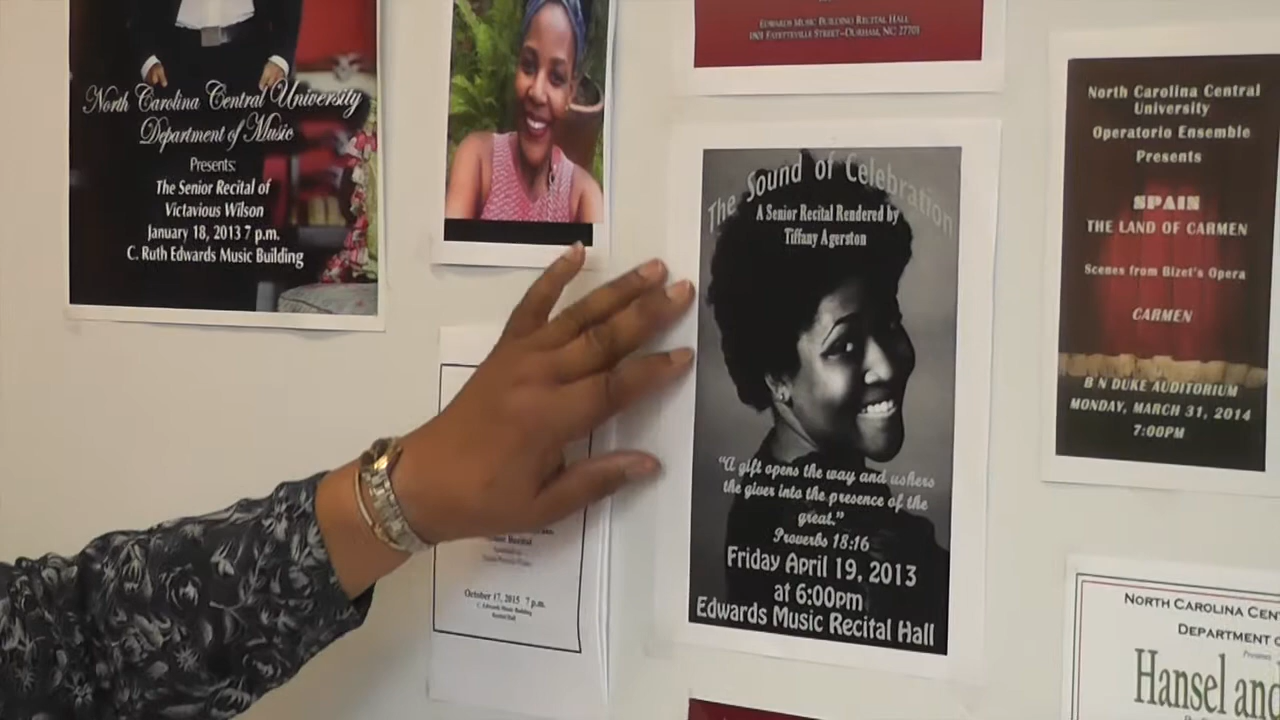 North Carolina Central University
Department of Music
Presents:
The Senior Recital of
Victavious Wilson
January 18, 2013 7 p.m.
C. Ruth Edwards Music Building
Edwards Music Building Recital Hall
1801 Fayetteville Street~Durham, NC 27701
The Sound of Celebration
A Senior Recital Rendered by
Tiffany Agerston
"A gift opens the way and ushers
the giver into the presence of the
great."
Proverbs 18:16
Friday April 19, 2013
at 6:00pm
Edwards Music Recital Hall
North Carolina Central
University
Operatorio Ensemble
Presents
SPAIN
THE LAND OF CARMEN
Scenes from Bizet's Opera
CARMEN
B N DUKE AUDITORIUM
MONDAY, MARCH 31, 2014
7:00PM
October 17, 2015 7 p.m.
C. Edwards Music Building
Recital Hall
North Carolina Cen
Department
Presents
Hansel and